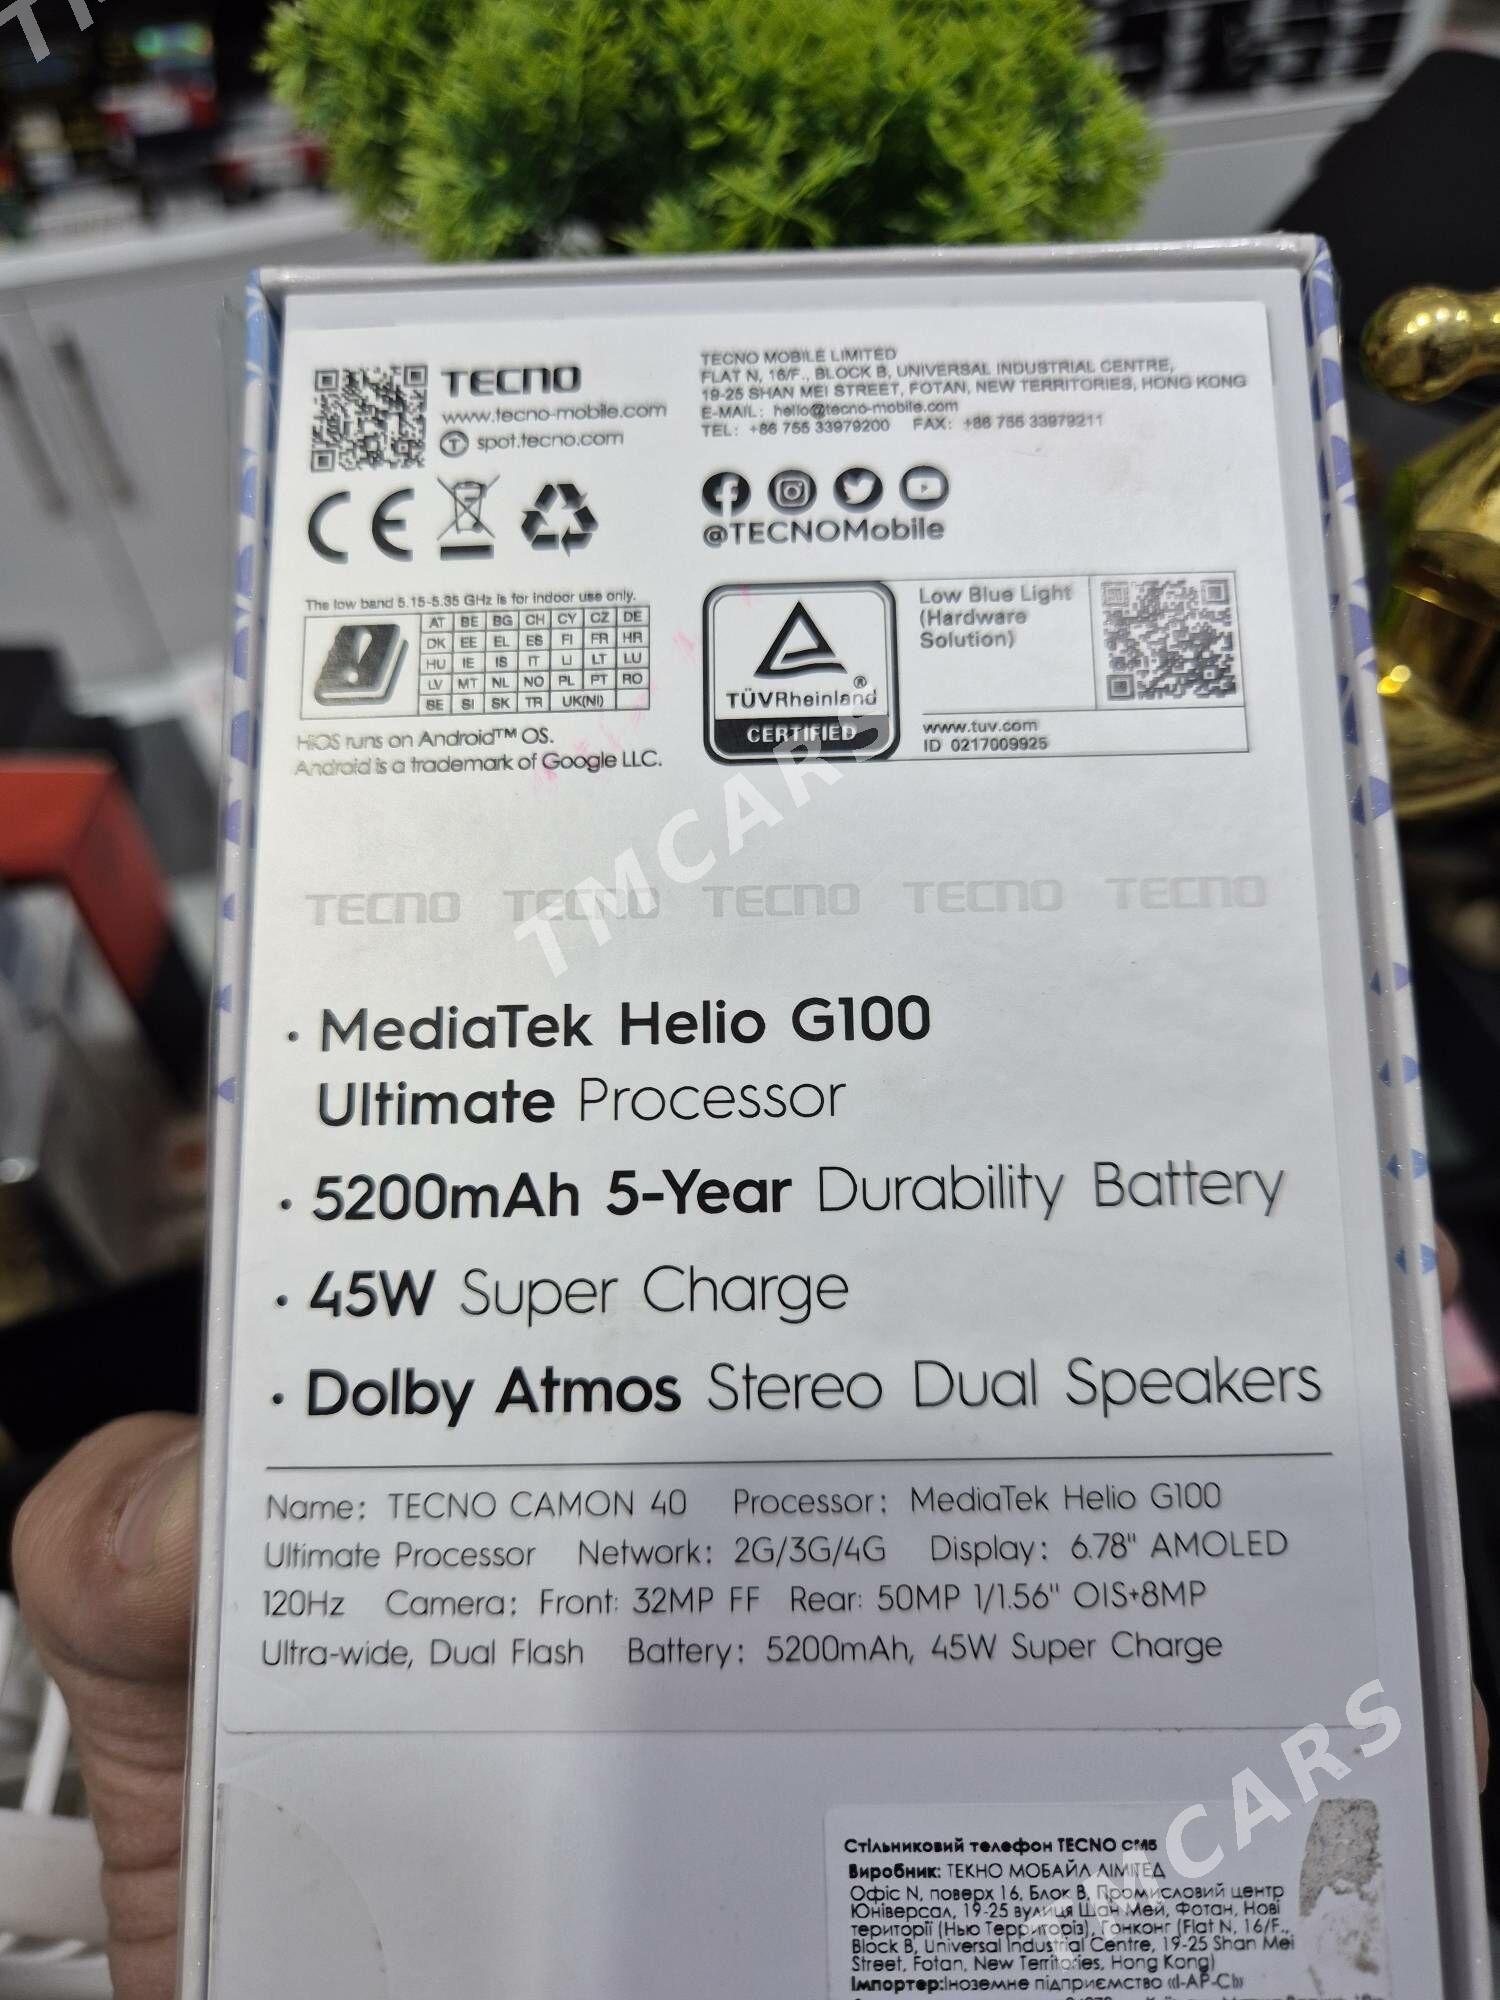 TECNO
www.tecno-mobile.com
spot.tecno.com
TECNO MOBILE LIMITED
FLAT N, 16/F., BLOCK B, UNIVERSAL INDUSTRIAL CENTRE,
19-25 SHAN MEI STREET, FOTAN, NEW TERRITORIES, HONG KONG
E-MAIL: hello@tecno-mobile.com
TEL: +86 755 33979200 FAX: +86 755 33979211
CE
@TECNOMobile
The low band 5.15-5.35 GHz is for indoor use only.
AT BE BG CH CY CZ DE
DK EE EL ES FI FR HR
HU IE IS IT LI LT LU
LV MT NL NO PL PT RO
SE SI SK TR UK(NI)
HiOS runs on Android™ OS.
Android is a trademark of Google LLC.
TÜVRheinland®
CERTIFIED
Low Blue Light
(Hardware
Solution)
www.tuv.com
ID 0217009925
TMCARS
TECNO TECNO TECNO TECNO TECNO
• MediaTek Helio G100
Ultimate Processor
• 5200mAh 5-Year Durability Battery
• 45W Super Charge
• Dolby Atmos Stereo Dual Speakers
Name: TECNO CAMON 40 Processor: MediaTek Helio G100
Ultimate Processor Network: 2G/3G/4G Display: 6.78" AMOLED
120Hz Camera: Front: 32MP FF Rear: 50MP 1/1.56" OIS+8MP
Ultra-wide, Dual Flash Battery: 5200mAh, 45W Super Charge
TMCARS
Стільниковий телефон TECNO CM5
Виробник: ТЕКНО МОБАЙЛ ЛІМІТЕД
Офіс N, поверх 16, Блок B, Промисловий центр
Юніверсал, 19-25 вулиця Шан Мей, Фотан, Нові
території (Нью Терріторіз), Гонконг (Flat N, 16/F.,
Block B, Universal Industrial Centre, 19-25 Shan Mei
Street, Fotan, New Territories, Hong Kong)
Імпортер:Іноземне підприємство «І-АР-СІ»